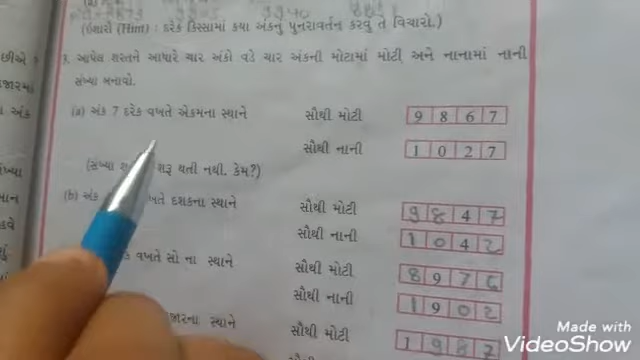 (ઇશારો (Hint) : દરેક કિસ્સામાં કયા અંકનું પુનરાવર્તન કરવું તે વિચારો.)
3. આપેલ શરતને આધારે ચાર અંકો વડે ચાર અંકની મોટામાં મોટી અને નાનામાં નાની
સંખ્યા બનાવો.
(a) અંક 7 દરેક વખતે એકમના સ્થાને સૌથી મોટી 9 8 6 7
સૌથી નાની 1 0 2 7
(સંખ્યા શરૂ થતી નથી. કેમ?)
(b) અંક દશકના સ્થાને સૌથી મોટી 9 8 4 7
સૌથી નાની 1 0 4 2
વખતે સો ના સ્થાને સૌથી મોટી 8 9 7 6
સૌથી નાની 1 9 0 2
સ્થાને સૌથી મોટી 1 9 8 7
Made with
VideoShow